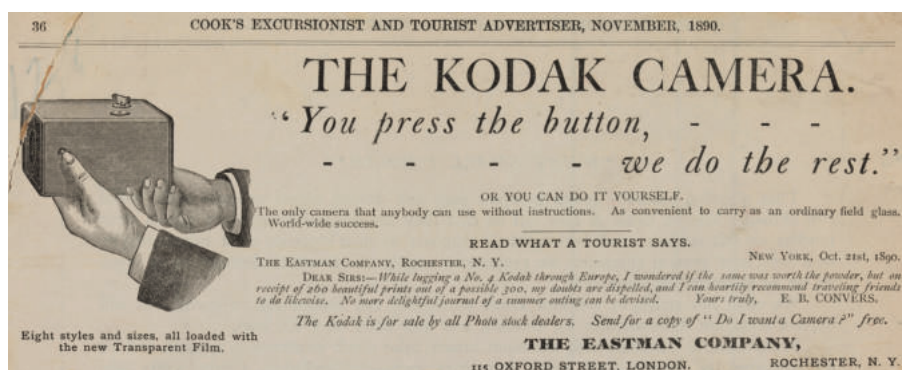 36
COOK'S EXCURSIONIST AND TOURIST ADVERTISER, NOVEMBER, 1890.
THE KODAK CAMERA.
"You press the button, - - -
- - - - we do the rest."
OR YOU CAN DO IT YOURSELF.
The only camera that anybody can use without instructions. As convenient to carry as an ordinary field glass.
World-wide success.
READ WHAT A TOURIST SAYS.
THE EASTMAN COMPANY, ROCHESTER, N. Y.
NEW YORK, Oct. 21st, 1890.
DEAR SIRS:—While lugging a No. 4 Kodak through Europe, I wondered if the same was worth the powder, but on
receipt of 260 beautiful prints out of a possible 300, my doubts are dispelled, and I can heartily recommend traveling friends
to do likewise. No more delightful journal of a summer outing can be devised. Yours truly, E. B. CONVERS.
The Kodak is for sale by all Photo stock dealers. Send for a copy of "Do I want a Camera?" free.
Eight styles and sizes, all loaded with
the new Transparent Film.
THE EASTMAN COMPANY,
115 OXFORD STREET, LONDON. ROCHESTER, N. Y.